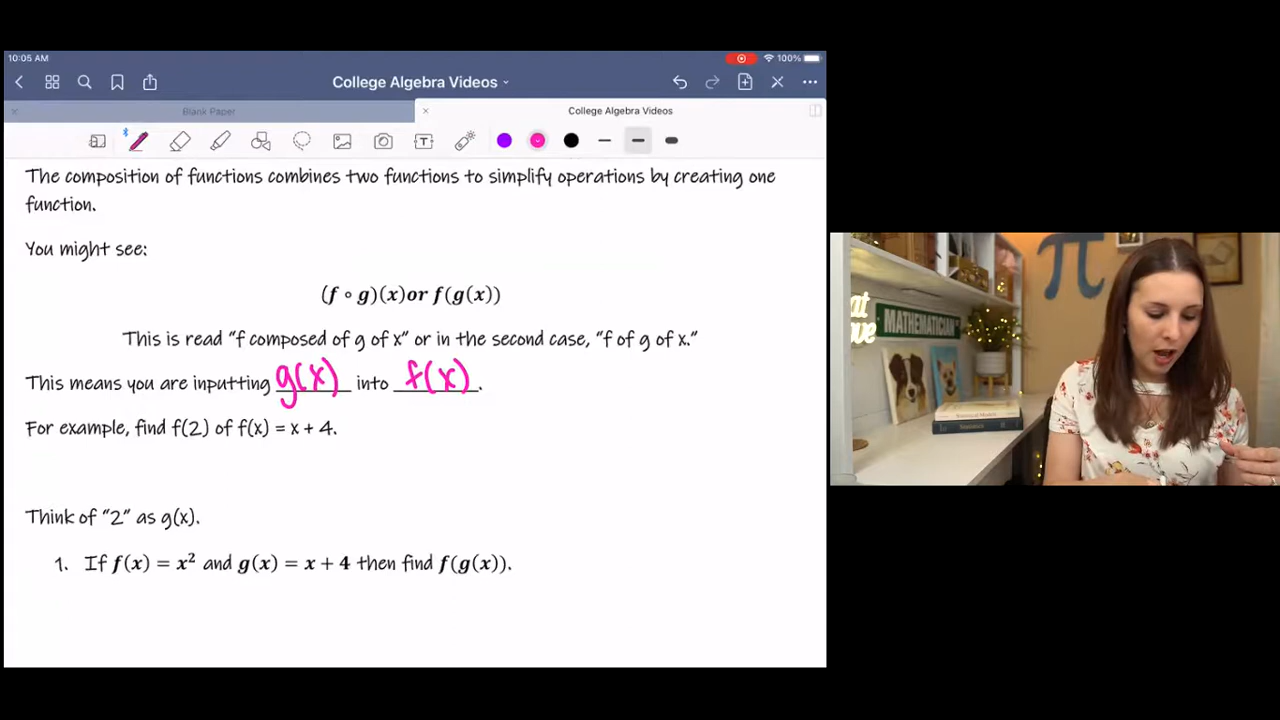 10:05 AM
100%
College Algebra Videos
Blank Paper
College Algebra Videos
The composition of functions combines two functions to simplify operations by creating one
function.
You might see:
(f ∘ g)(x)or f(g(x))
This is read "f composed of g of x" or in the second case, "f of g of x."
This means you are inputting g(x) into f(x).
For example, find f(2) of f(x) = x + 4.
Think of "2" as g(x).
1. If f(x) = x² and g(x) = x + 4 then find f(g(x)).
MATHEMATICIAN